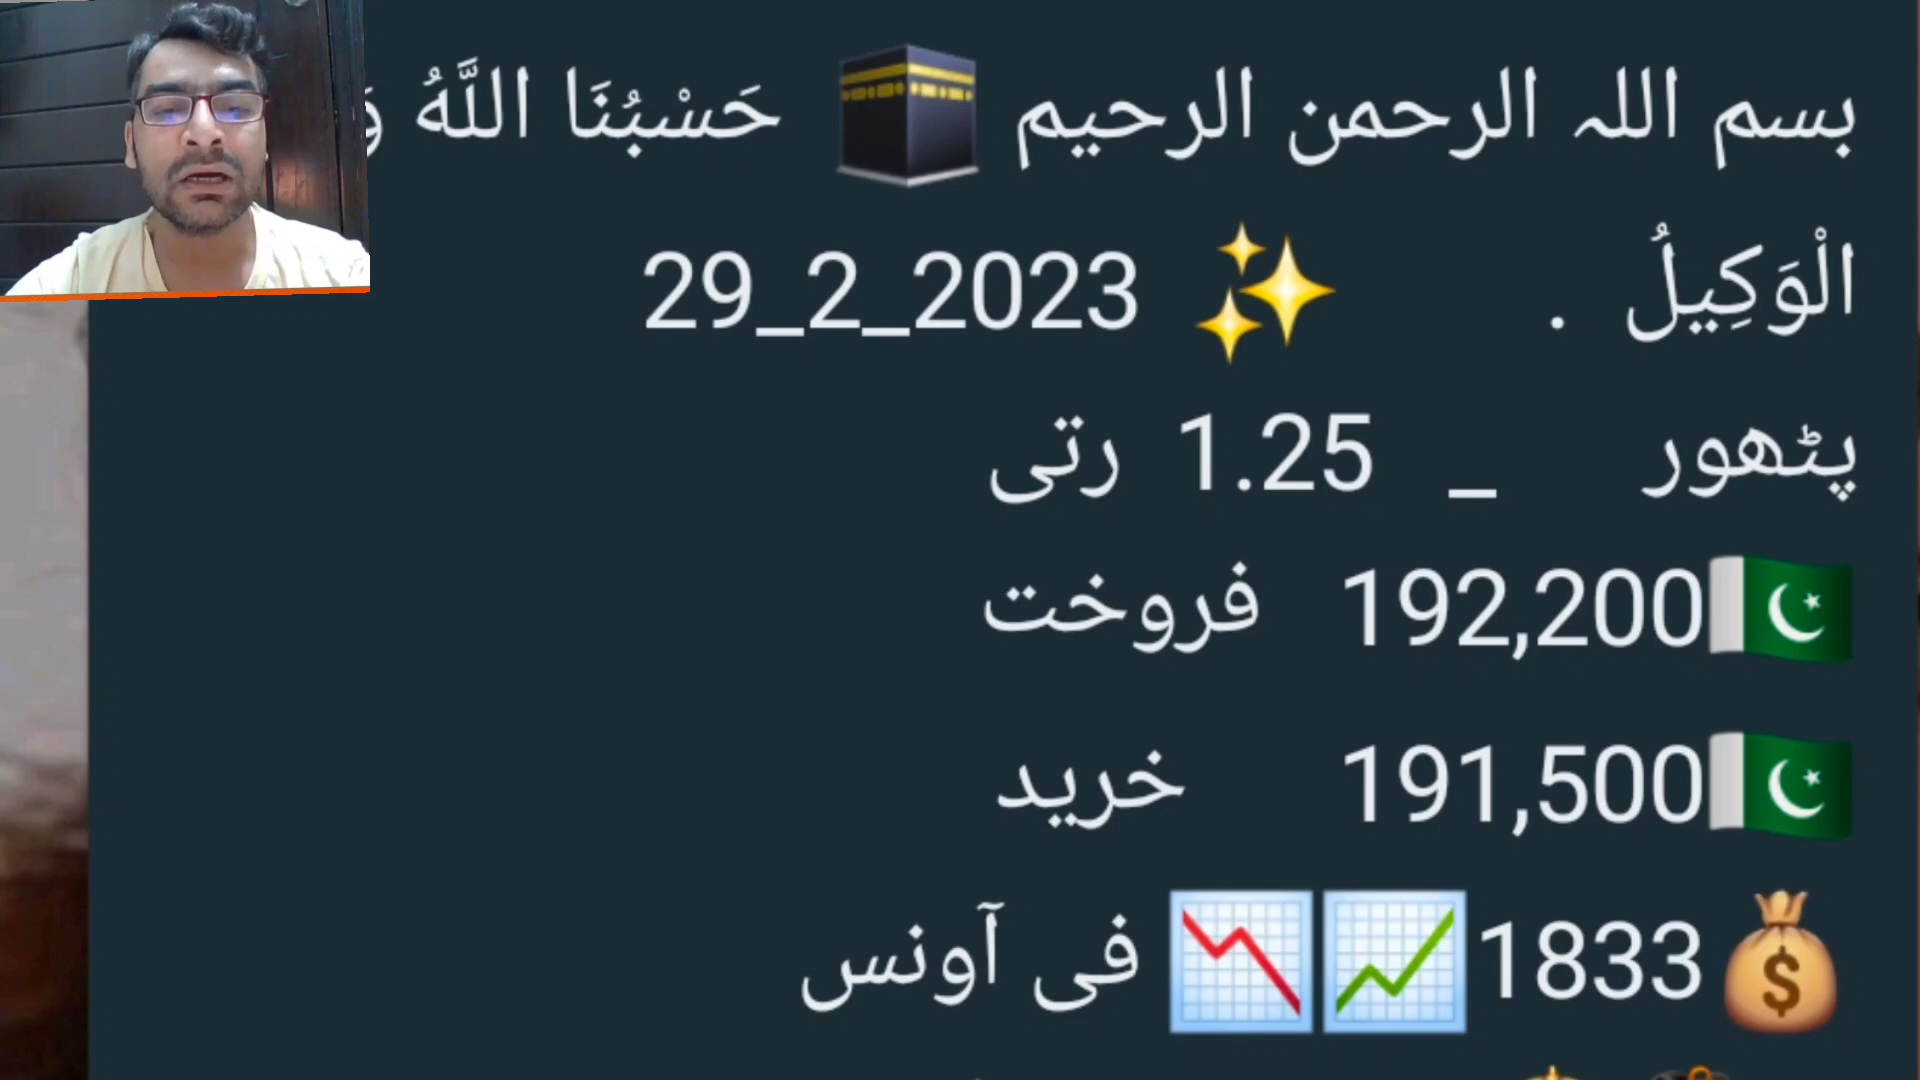 بسم اللہ الرحمن الرحیم 🕋 حَسْبُنَا اللَّهُ وَ
الْوَكِيلُ . ✨ 29_2_2023
پٹھور _ 1.25 رتی
🇵🇰192,200 فروخت
🇵🇰191,500 خرید
💰1833📈📉 فی آونس